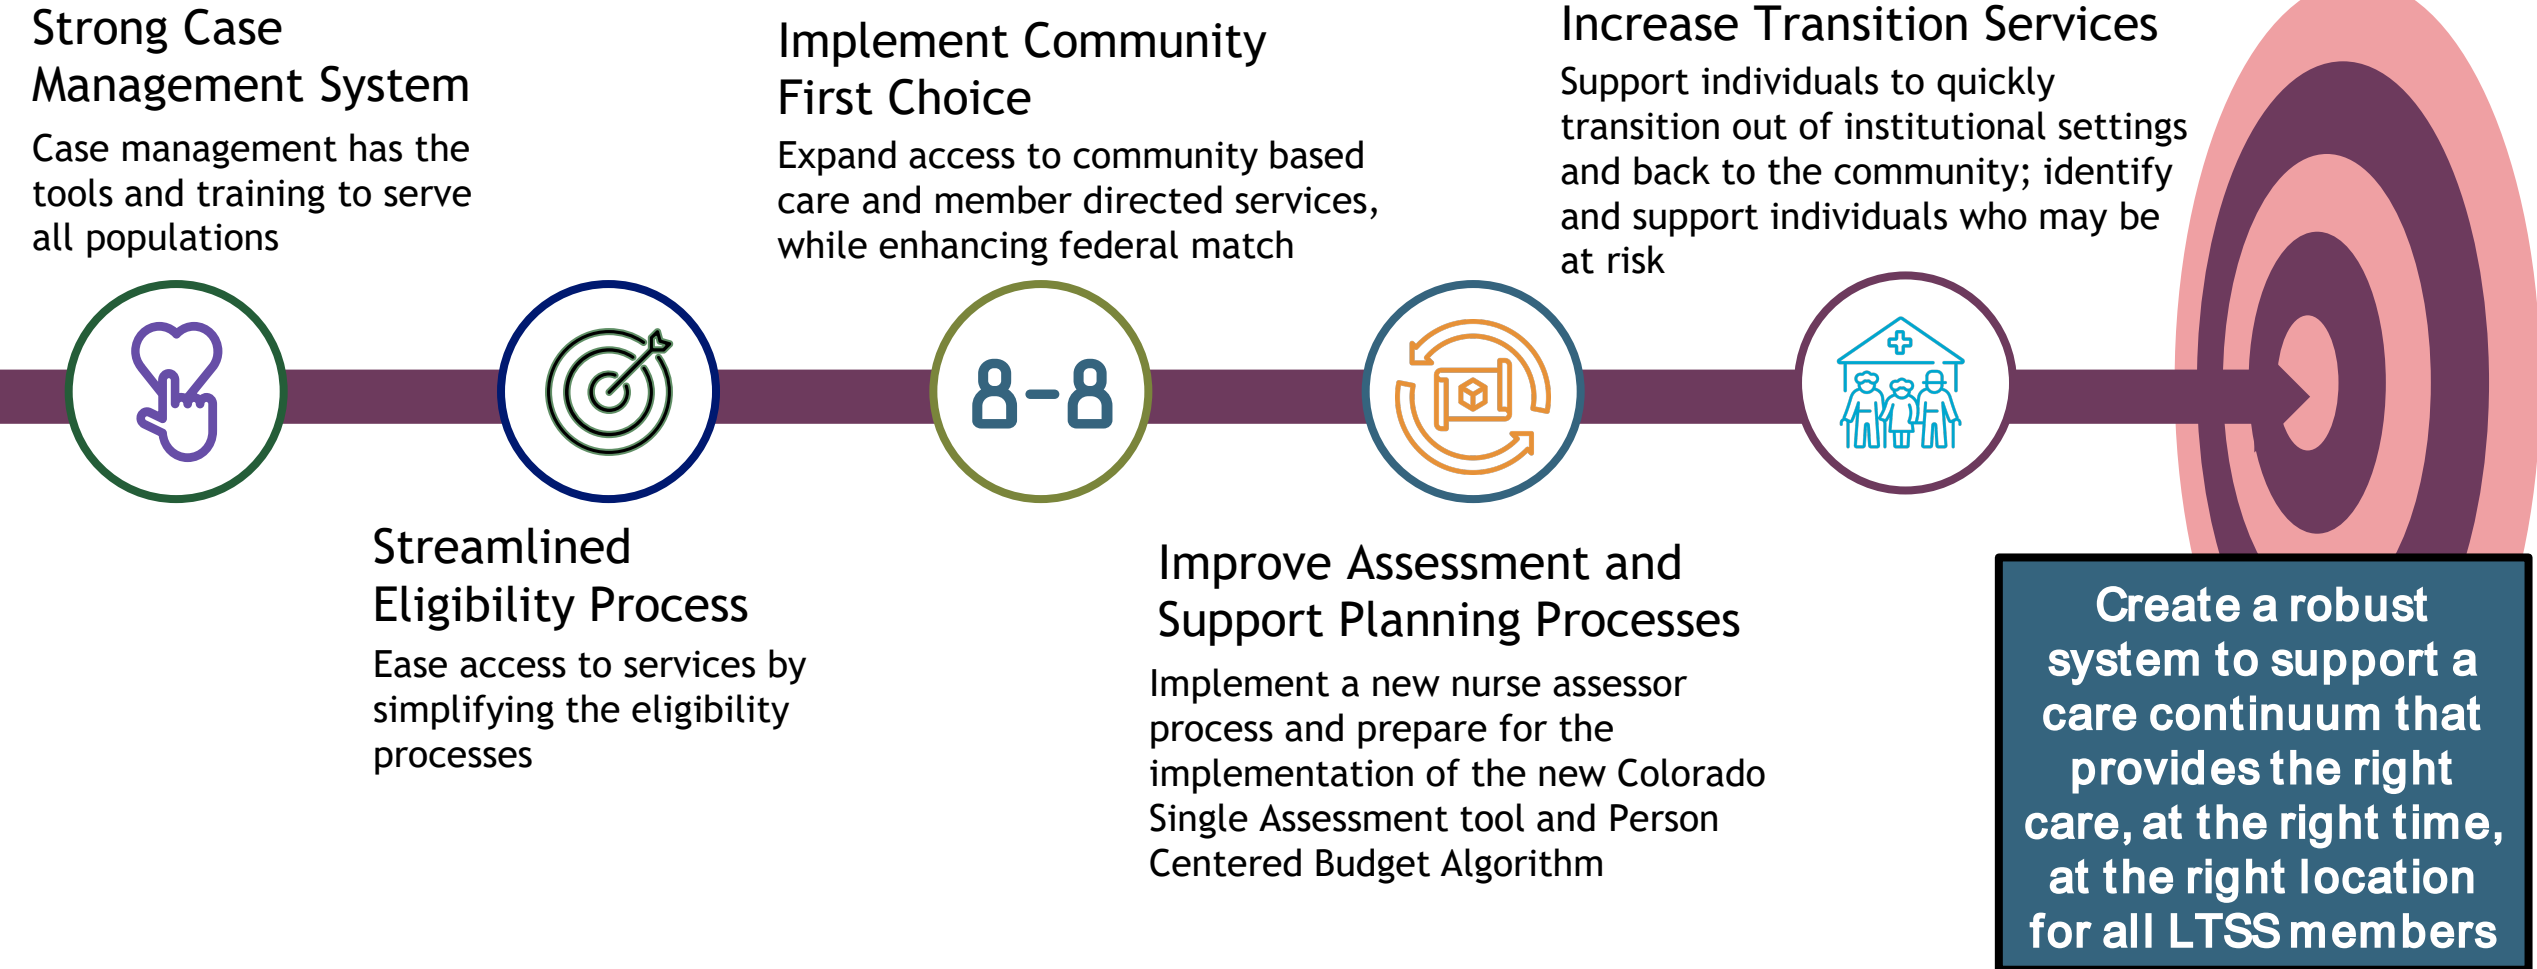 Strong Case
Management System
Case management has the
tools and training to serve
all populations
Streamlined
Eligibility Process
Ease access to services by
simplifying the eligibility
processes
Implement Community
First Choice
Expand access to community based
care and member directed services,
while enhancing federal match
Improve Assessment and
Support Planning Processes
Implement a new nurse assessor
process and prepare for the
implementation of the new Colorado
Single Assessment tool and Person
Centered Budget Algorithm
Increase Transition Services
Support individuals to quickly
transition out of institutional settings
and back to the community; identify
and support individuals who may be
at risk
Create a robust
system to support a
care continuum that
provides the right
care, at the right time,
at the right location
for all LTSS members